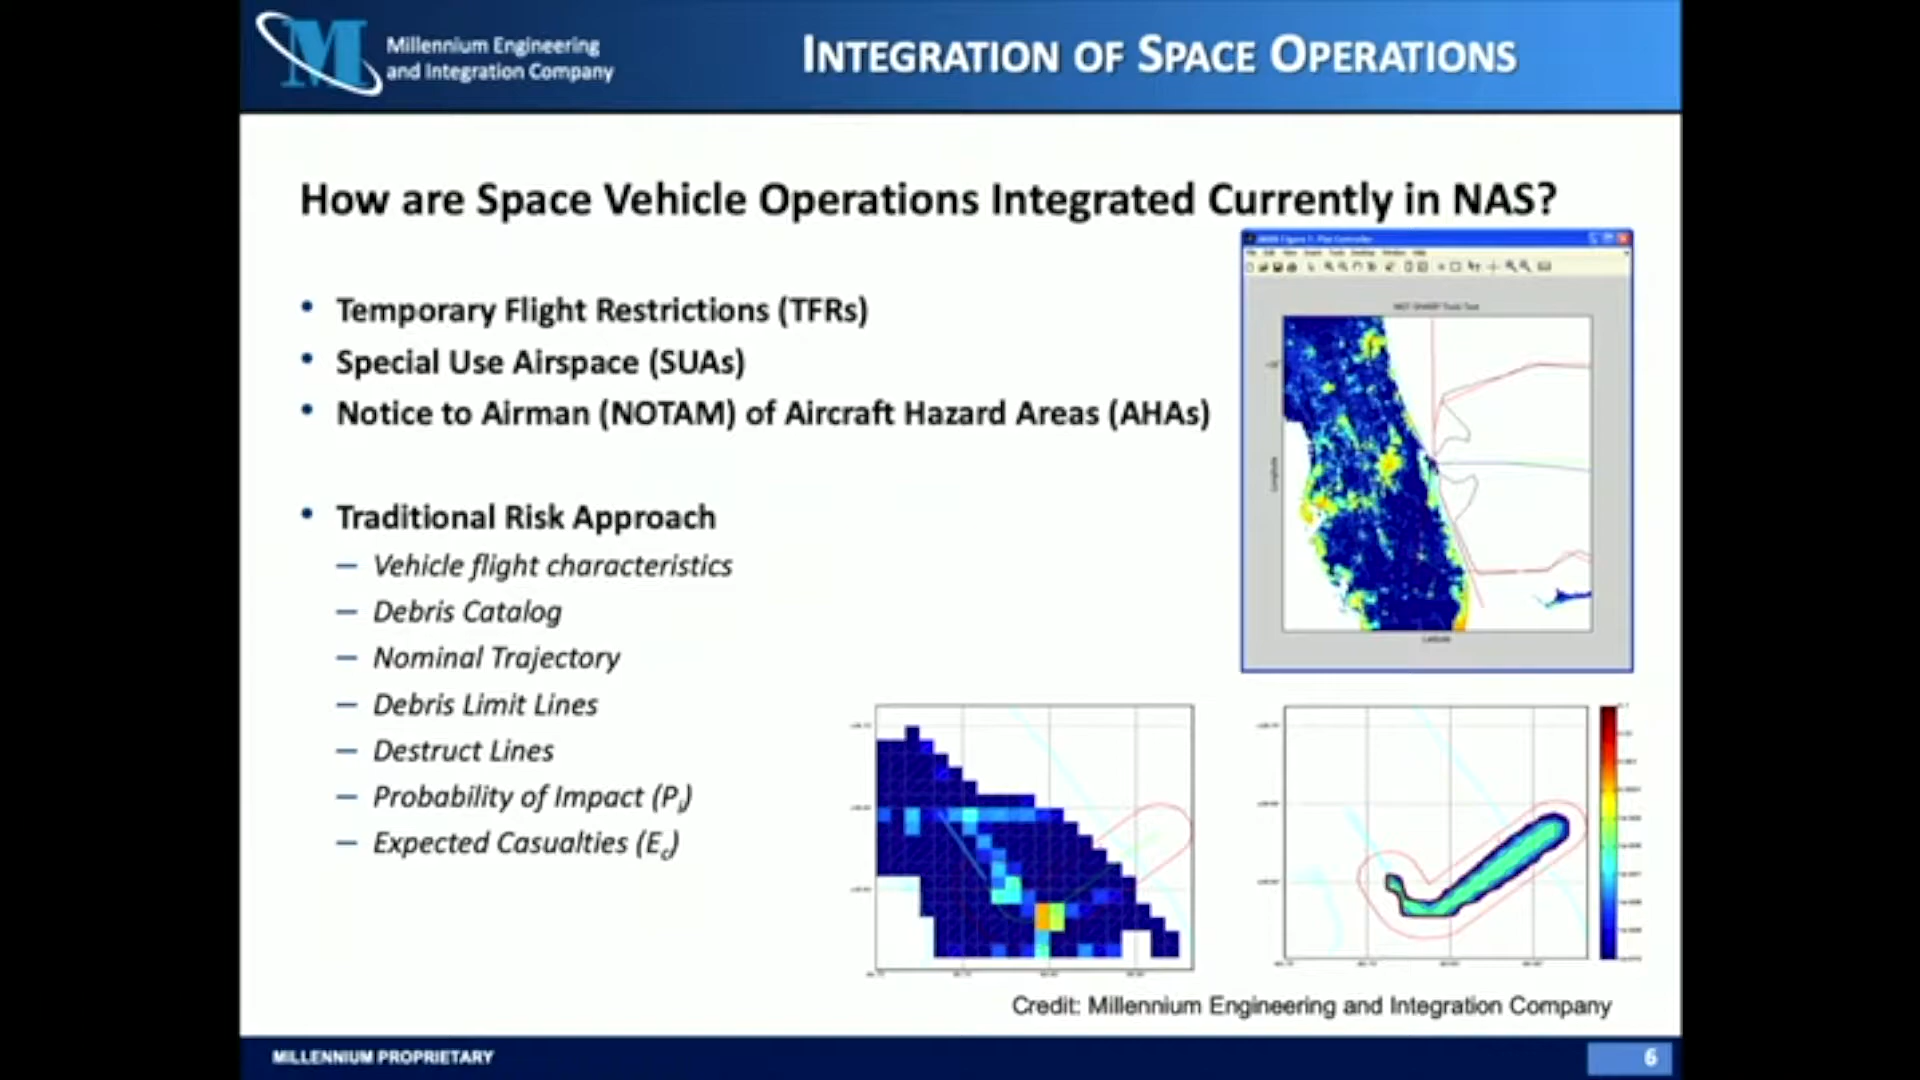 Millennium Engineering
and Integration Company
INTEGRATION OF SPACE OPERATIONS
How are Space Vehicle Operations Integrated Currently in NAS?
• Temporary Flight Restrictions (TFRs)
• Special Use Airspace (SUAs)
• Notice to Airman (NOTAM) of Aircraft Hazard Areas (AHAs)
• Traditional Risk Approach
– Vehicle flight characteristics
– Debris Catalog
– Nominal Trajectory
– Debris Limit Lines
– Destruct Lines
– Probability of Impact (Pi)
– Expected Casualties (Ec)
Longitude
Latitude
Credit: Millennium Engineering and Integration Company
MILLENNIUM PROPRIETARY
6